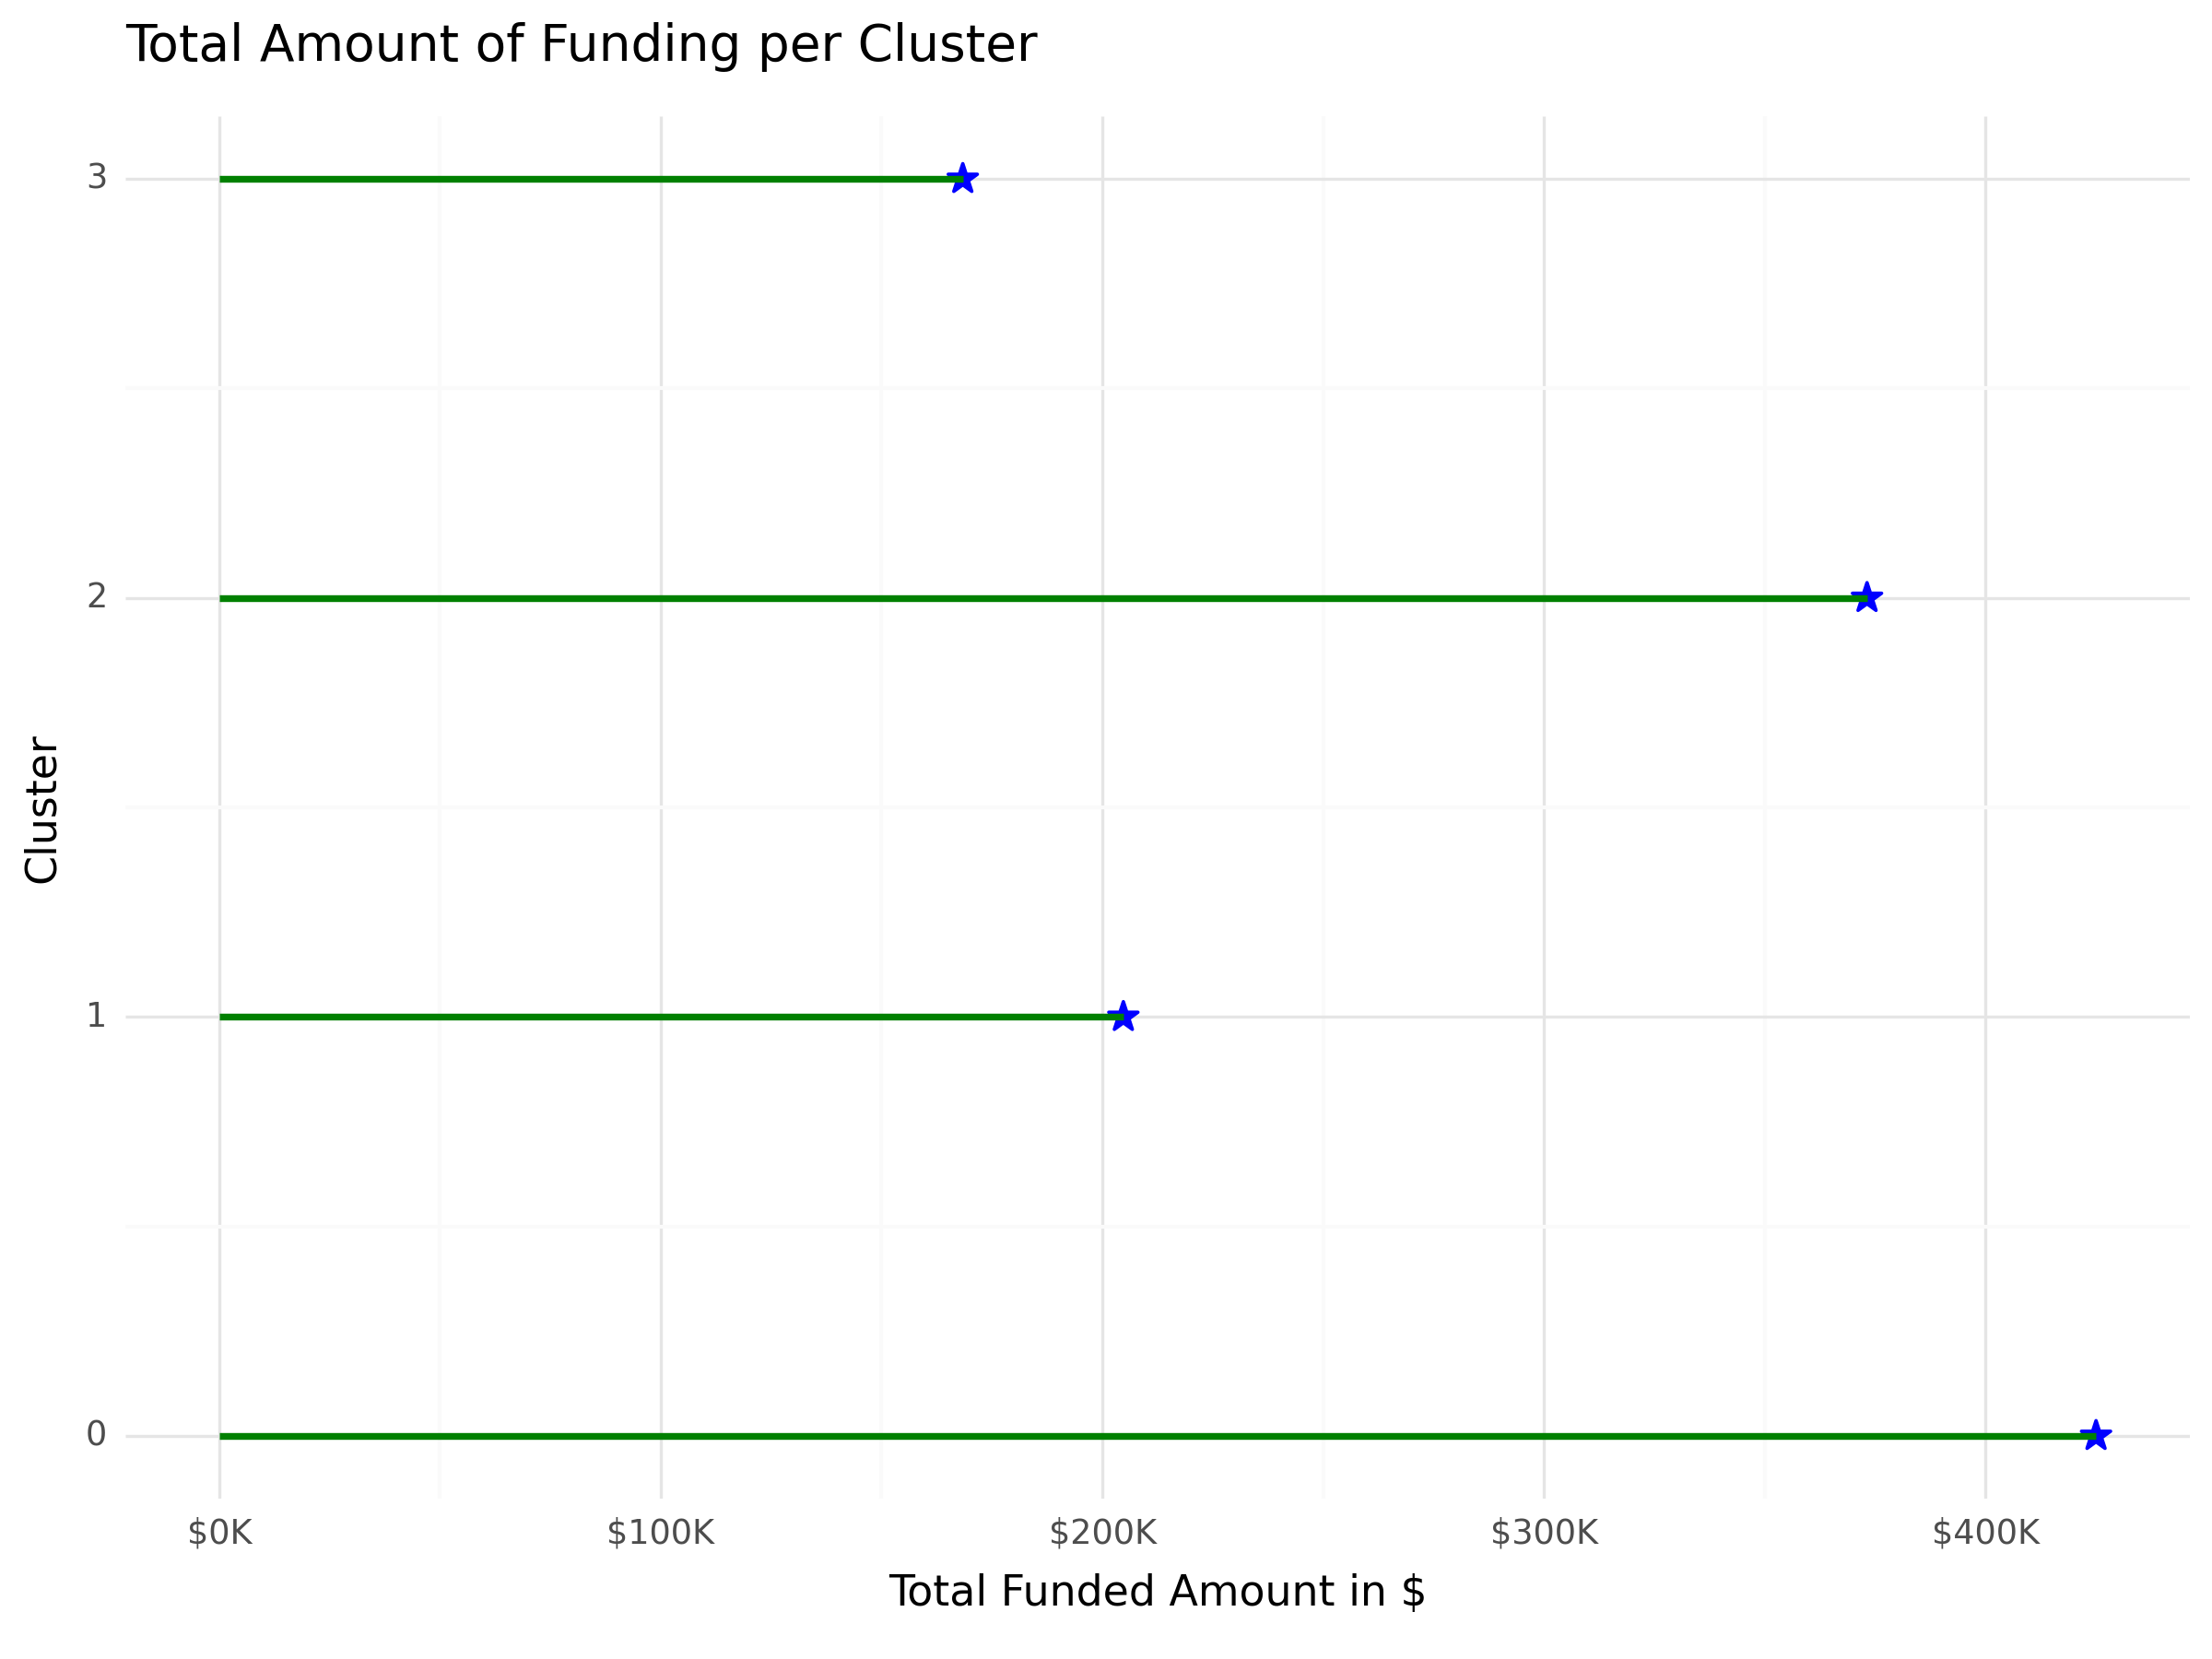 Total Amount of Funding per Cluster
3
2
1
0
Cluster
$0K $100K $200K $300K $400K
Total Funded Amount in $